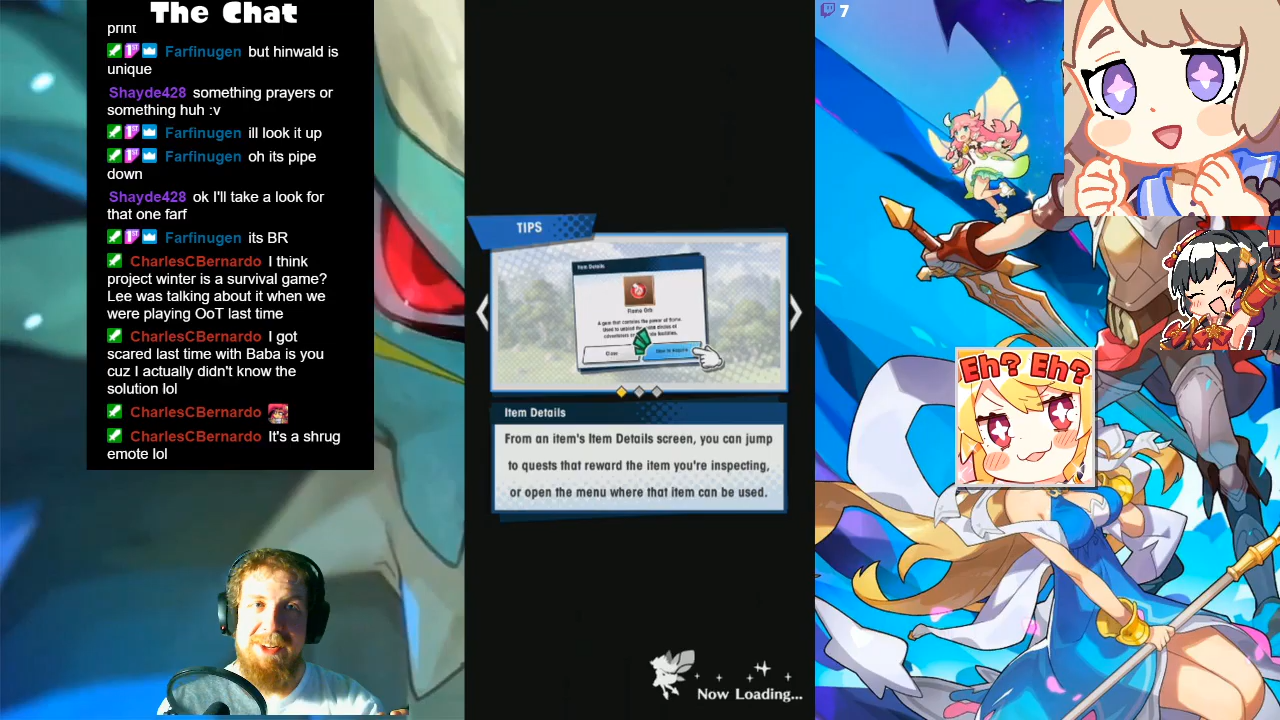 The Chat
print
Farfinugen but hinwald is
unique
Shayde428 something prayers or
something huh :v
Farfinugen ill look it up
Farfinugen oh its pipe
down
Shayde428 ok I'll take a look for
that one farf
Farfinugen its BR
CharlesCBernardo I think
project winter is a survival game?
Lee was talking about it when we
were playing OoT last time
CharlesCBernardo I got
scared last time with Baba is you
cuz I actually didn't know the
solution lol
CharlesCBernardo
CharlesCBernardo It's a shrug
emote lol
TIPS
Item Details
Flame Orb
Close
Item Details
From an item's Item Details screen, you can jump
to quests that reward the item you're inspecting,
or open the menu where that item can be used.
Now Loading...
7
Eh? Eh?